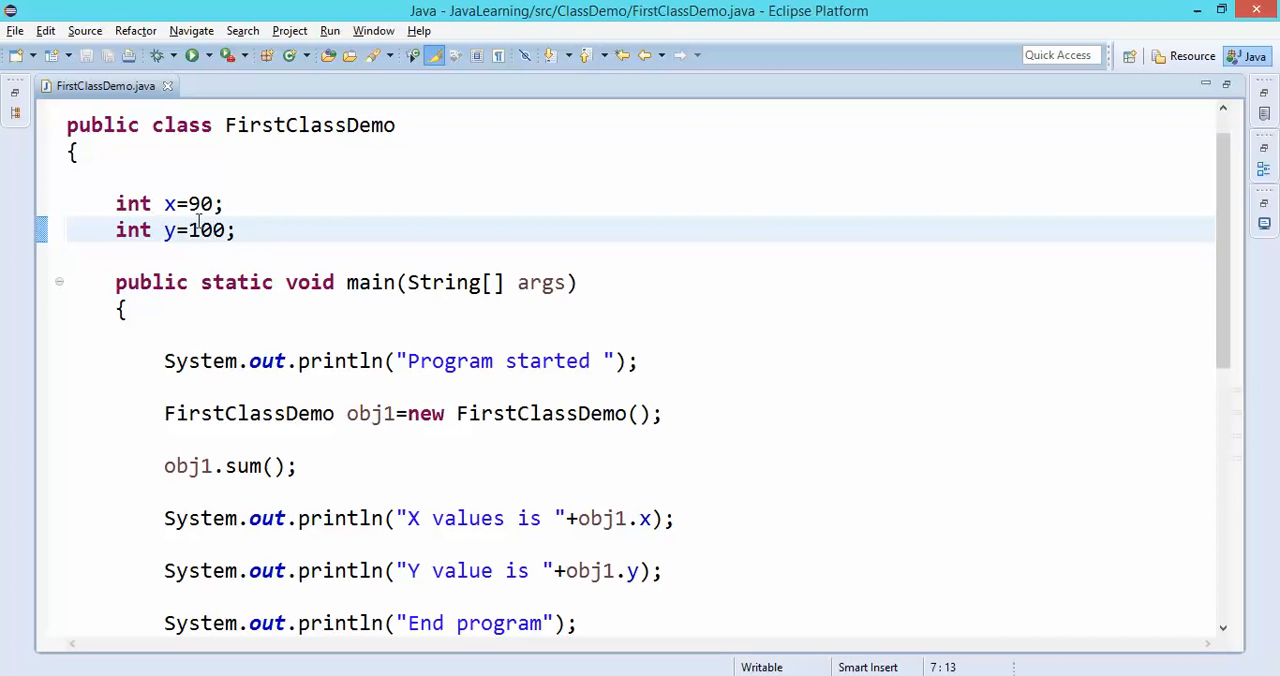 Java - JavaLearning/src/ClassDemo/FirstClassDemo.java - Eclipse Platform
File Edit Source Refactor Navigate Search Project Run Window Help
Quick Access Resource Java
FirstClassDemo.java
public class FirstClassDemo
{
int x=90;
int y=100;
public static void main(String[] args)
{
System.out.println("Program started ");
FirstClassDemo obj1=new FirstClassDemo();
obj1.sum();
System.out.println("X values is "+obj1.x);
System.out.println("Y value is "+obj1.y);
System.out.println("End program");
Writable Smart Insert 7 : 13